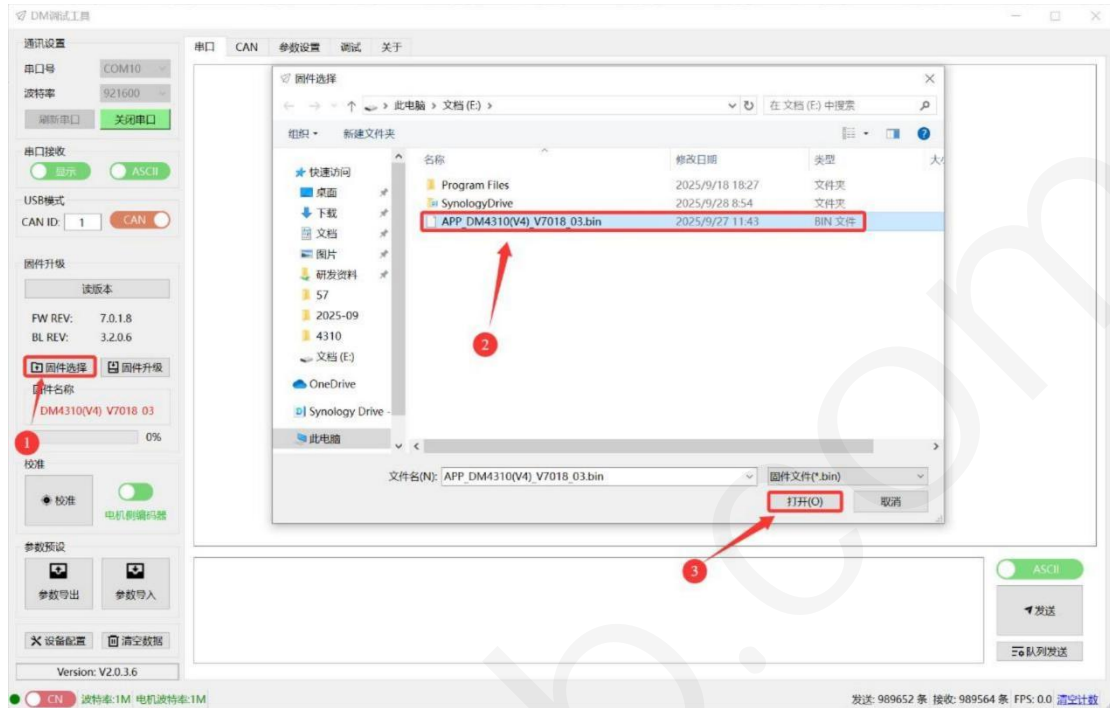 DM调试工具
通讯设置
串口号 COM10
波特率 921600
刷新串口 关闭串口
串口接收
显示 ASCII
USB模式
CAN ID: 1 CAN
固件升级
读版本
FW REV: 7.0.1.8
BL REV: 3.2.0.6
固件选择 固件升级
固件名称
DM4310(V4) V7018 03
1
0%
校准
校准
电机侧编码器
参数预设
参数导出 参数导入
设备配置 清空数据
Version: V2.0.3.6
CN 波特率:1M 电机波特率:1M
串口 CAN 参数设置 调试 关于
固件选择
此电脑 › 文档 (E:) ›
在 文档 (E:) 中搜索
组织 新建文件夹
快速访问
桌面
下载
文档
图片
研发资料
57
2025-09
4310
文档 (E:)
OneDrive
Synology Drive -
此电脑
名称 修改日期 类型
Program Files 2025/9/18 18:27 文件夹
SynologyDrive 2025/9/28 8:54 文件夹
APP_DM4310(V4)_V7018_03.bin 2025/9/27 11:43 BIN 文件
2
文件名(N): APP_DM4310(V4)_V7018_03.bin 固件文件(*.bin)
打开(O) 取消
3
ASCII
发送
队列发送
发送: 989652 条 接收: 989564 条 FPS: 0.0 清空计数